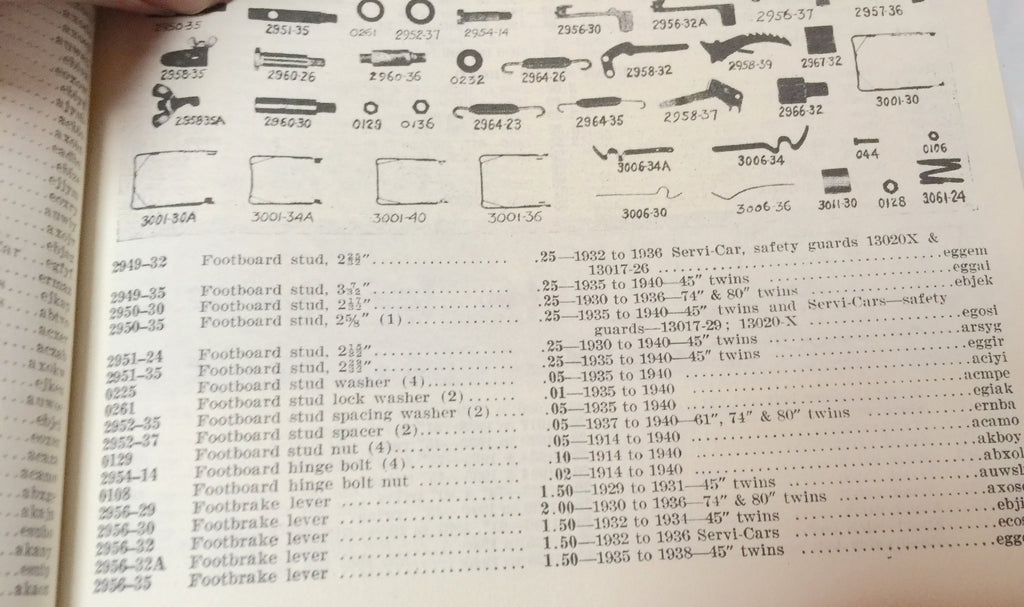 2950-35 2951-35 0261 2952-37 2954-14 2956-30 2956-32A 2956-37 2957-36
2958-35 2960-26 2960-36 0232 2964-26 2958-32 2958-39 2967-32
295835A 2960-30 0129 0136 2964-23 2964-35 2958-37 2966-32 3001-30
3006-34A 3006-34 044 0106
3001-30A 3001-34A 3001-40 3001-36 3006-30 3006-36 3011-30 0128 3061-24
2949–32 Footboard stud, .25—1932 to 1936 Servi-Car, safety guards 13020X &
13017-26 eggem
2949–35 Footboard stud, .25—1935 to 1940—45″ twins eggai
2950–30 Footboard stud, .25—1930 to 1936—74″ & 80″ twins ebjek
2950–35 Footboard stud, 2⅝″ (1) .25—1935 to 1940—45″ twins and Servi-Cars—safety
guards—13017-29; 13020-X egosi
2951–24 Footboard stud, .25—1930 to 1940—45″ twins arsyg
2951–35 Footboard stud, .25—1935 to 1940—45″ twins eggir
0225 Footboard stud washer (4) .05—1935 to 1940 aciyi
0261 Footboard stud lock washer (2) .01—1935 to 1940 acmpe
2952–35 Footboard stud spacing washer (2) .05—1935 to 1940 egiak
2952–37 Footboard stud spacer (2) .05—1937 to 1940—61″, 74″ & 80″ twins ernba
0129 Footboard stud nut (4) .05—1914 to 1940 acamo
2954–14 Footboard hinge bolt (4) .10—1914 to 1940 akboy
0108 Footboard hinge bolt nut .02—1914 to 1940 abxol
2956–29 Footbrake lever 1.50—1929 to 1931—45″ twins auwsh
2956–30 Footbrake lever 2.00—1930 to 1936—74″ & 80″ twins axos
2956–32 Footbrake lever 1.50—1932 to 1934—45″ twins ebji
2956–32A Footbrake lever 1.50—1932 to 1936 Servi-Cars eco
2956–35 Footbrake lever 1.50—1935 to 1938—45″ twins egg